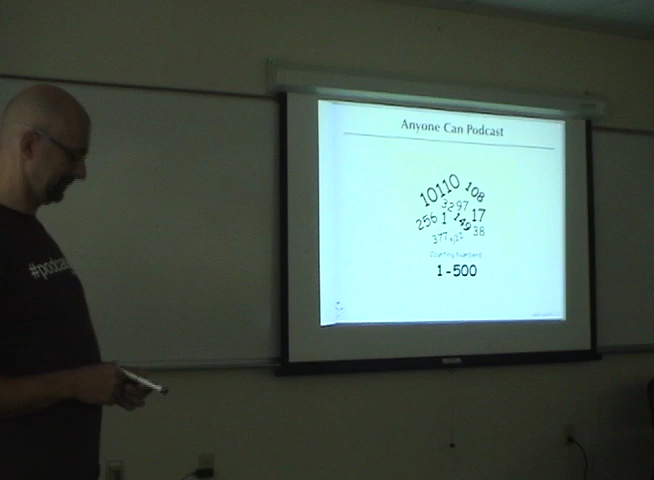 Anyone Can Podcast
10110 108
3297
256 1 149 17
38
377
Counting Numbers
1-500
#podca